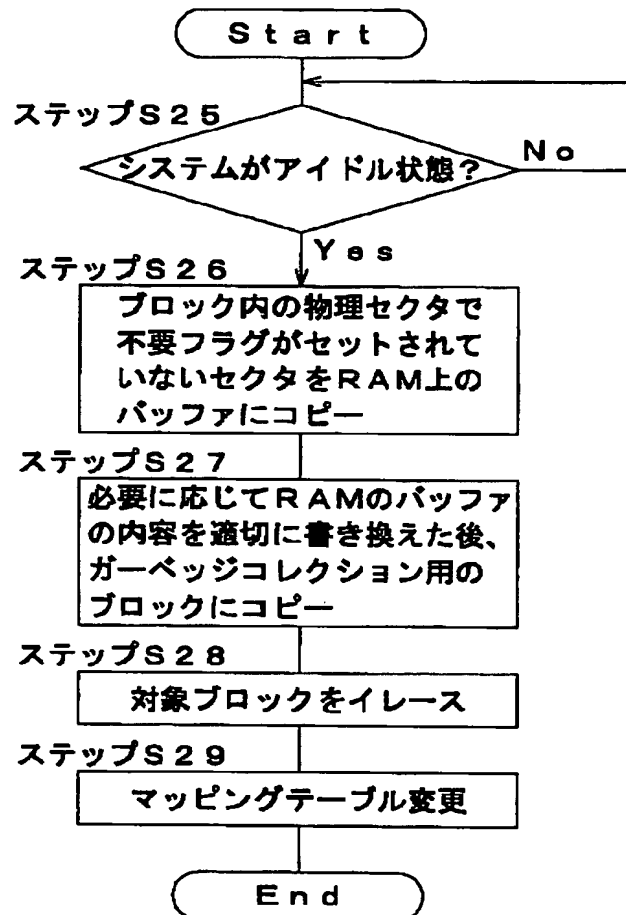 Start
ステップS25
システムがアイドル状態?
No
Yes
ステップS26
ブロック内の物理セクタで
不要フラグがセットされて
いないセクタをRAM上の
バッファにコピー
ステップS27
必要に応じてRAMのバッファ
の内容を適切に書き換えた後、
ガーベッジコレクション用の
ブロックにコピー
ステップS28
対象ブロックをイレース
ステップS29
マッピングテーブル変更
End